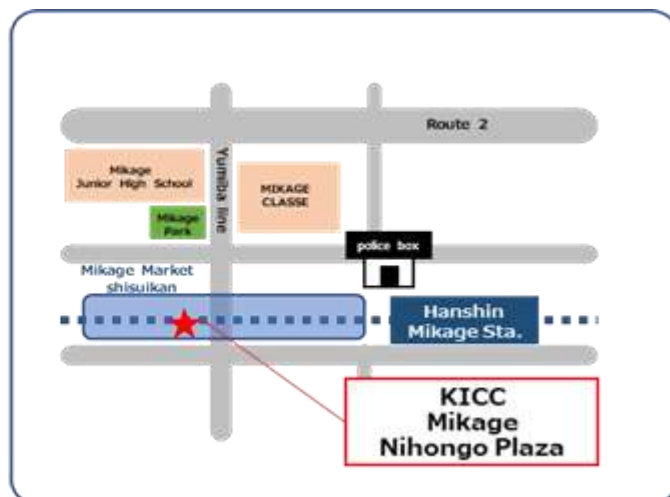 Route 2
Mikage
Junior High School
Yumiba line
MIKAGE
CLASSE
Mikage
Park
police box
Mikage Market
shisuikan
Hanshin
Mikage Sta.
KICC
Mikage
Nihongo Plaza